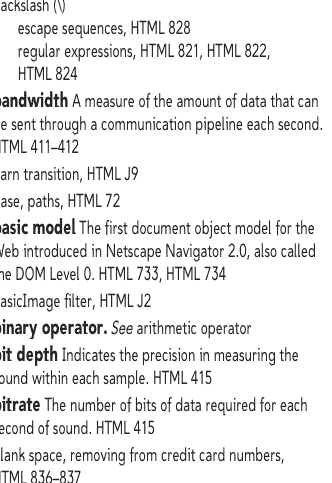 ackslash (\)
escape sequences, HTML 828
regular expressions, HTML 821, HTML 822,
HTML 824
bandwidth A measure of the amount of data that can
be sent through a communication pipeline each second.
HTML 411–412
arn transition, HTML J9
ase, paths, HTML 72
basic model The first document object model for the
Web introduced in Netscape Navigator 2.0, also called
the DOM Level 0. HTML 733, HTML 734
asicImage filter, HTML J2
binary operator. See arithmetic operator
bit depth Indicates the precision in measuring the
sound within each sample. HTML 415
bitrate The number of bits of data required for each
second of sound. HTML 415
lank space, removing from credit card numbers,
HTML 836–837